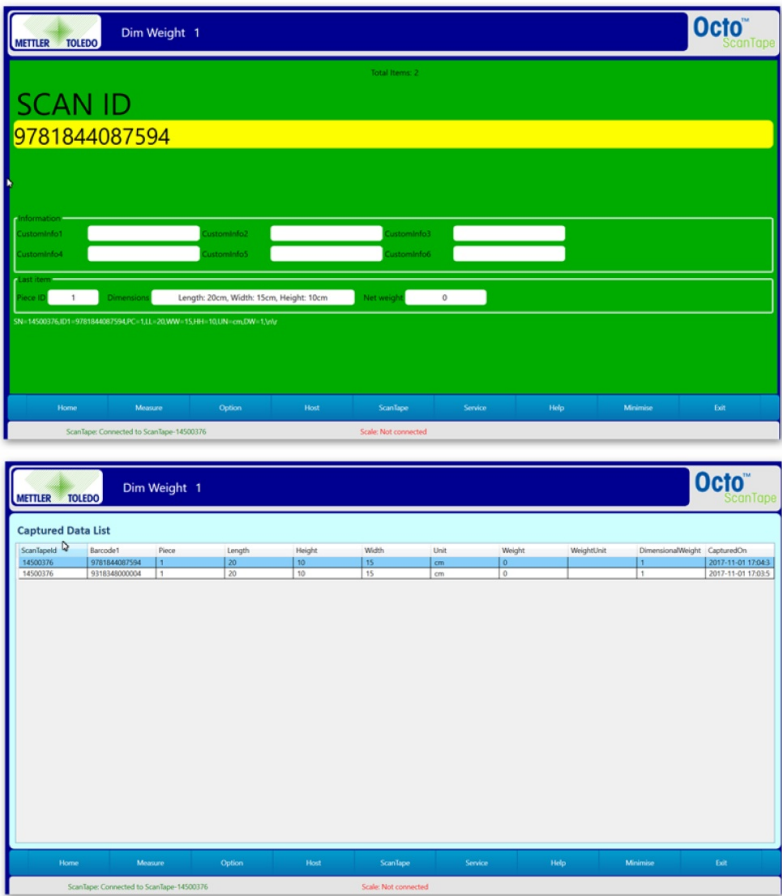 METTLER TOLEDO
Dim Weight 1
Octo™
ScanTape
Total Items: 2
SCAN ID
9781844087594
Information
CustomInfo1 CustomInfo2 CustomInfo3
CustomInfo4 CustomInfo5 CustomInfo6
Last item
Piece ID 1 Dimensions Length: 20cm, Width: 15cm, Height: 10cm Net weight 0
SN=14500376,ID1=9781844087594,PC=1,LL=20,WW=15,HH=10,UN=cm,DW=1,\n\r
Home Measure Option Host ScanTape Service Help Minimise Exit
ScanTape: Connected to ScanTape-14500376 Scale: Not connected
METTLER TOLEDO
Dim Weight 1
Octo™
ScanTape
Captured Data List
ScanTapeId Barcode1 Piece Length Height Width Unit Weight WeightUnit DimensionalWeight CapturedOn
14500376 9781844087594 1 20 10 15 cm 0 1 2017-11-01 17:04:3
14500376 9318348000004 1 20 10 15 cm 0 1 2017-11-01 17:03:5
Home Measure Option Host ScanTape Service Help Minimise Exit
ScanTape: Connected to ScanTape-14500376 Scale: Not connected